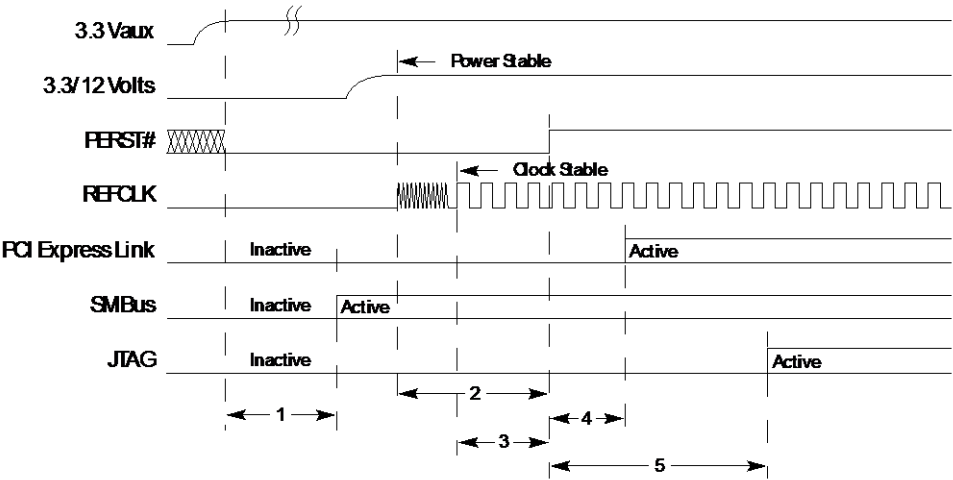 3.3 Vaux
Power Stable
3.3/12 Volts
PERST#
Clock Stable
REFCLK
PCI Express Link Inactive Active
SMBus Inactive Active
JTAG Inactive Active
2
1 4
3
5